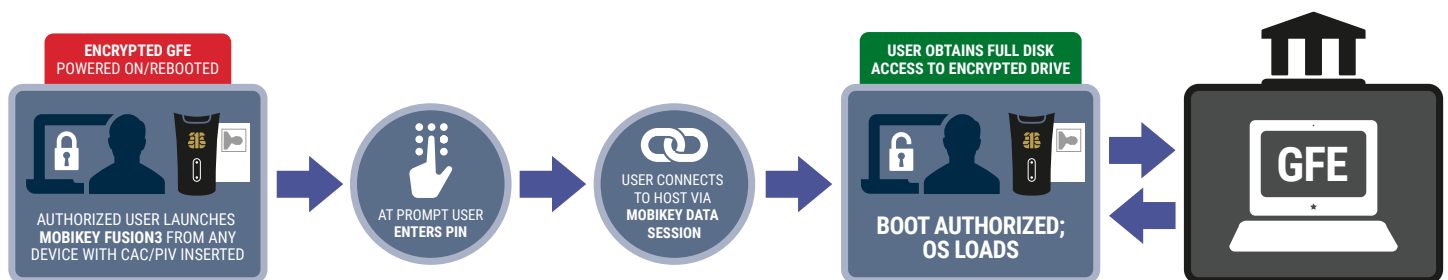 ENCRYPTED GFE
POWERED ON/REBOOTED
AUTHORIZED USER LAUNCHES
MOBIKEY FUSION3 FROM ANY
DEVICE WITH CAC/PIV INSERTED
AT PROMPT USER
ENTERS PIN
USER CONNECTS
TO HOST VIA
MOBIKEY DATA
SESSION
USER OBTAINS FULL DISK
ACCESS TO ENCRYPTED DRIVE
BOOT AUTHORIZED;
OS LOADS
GFE